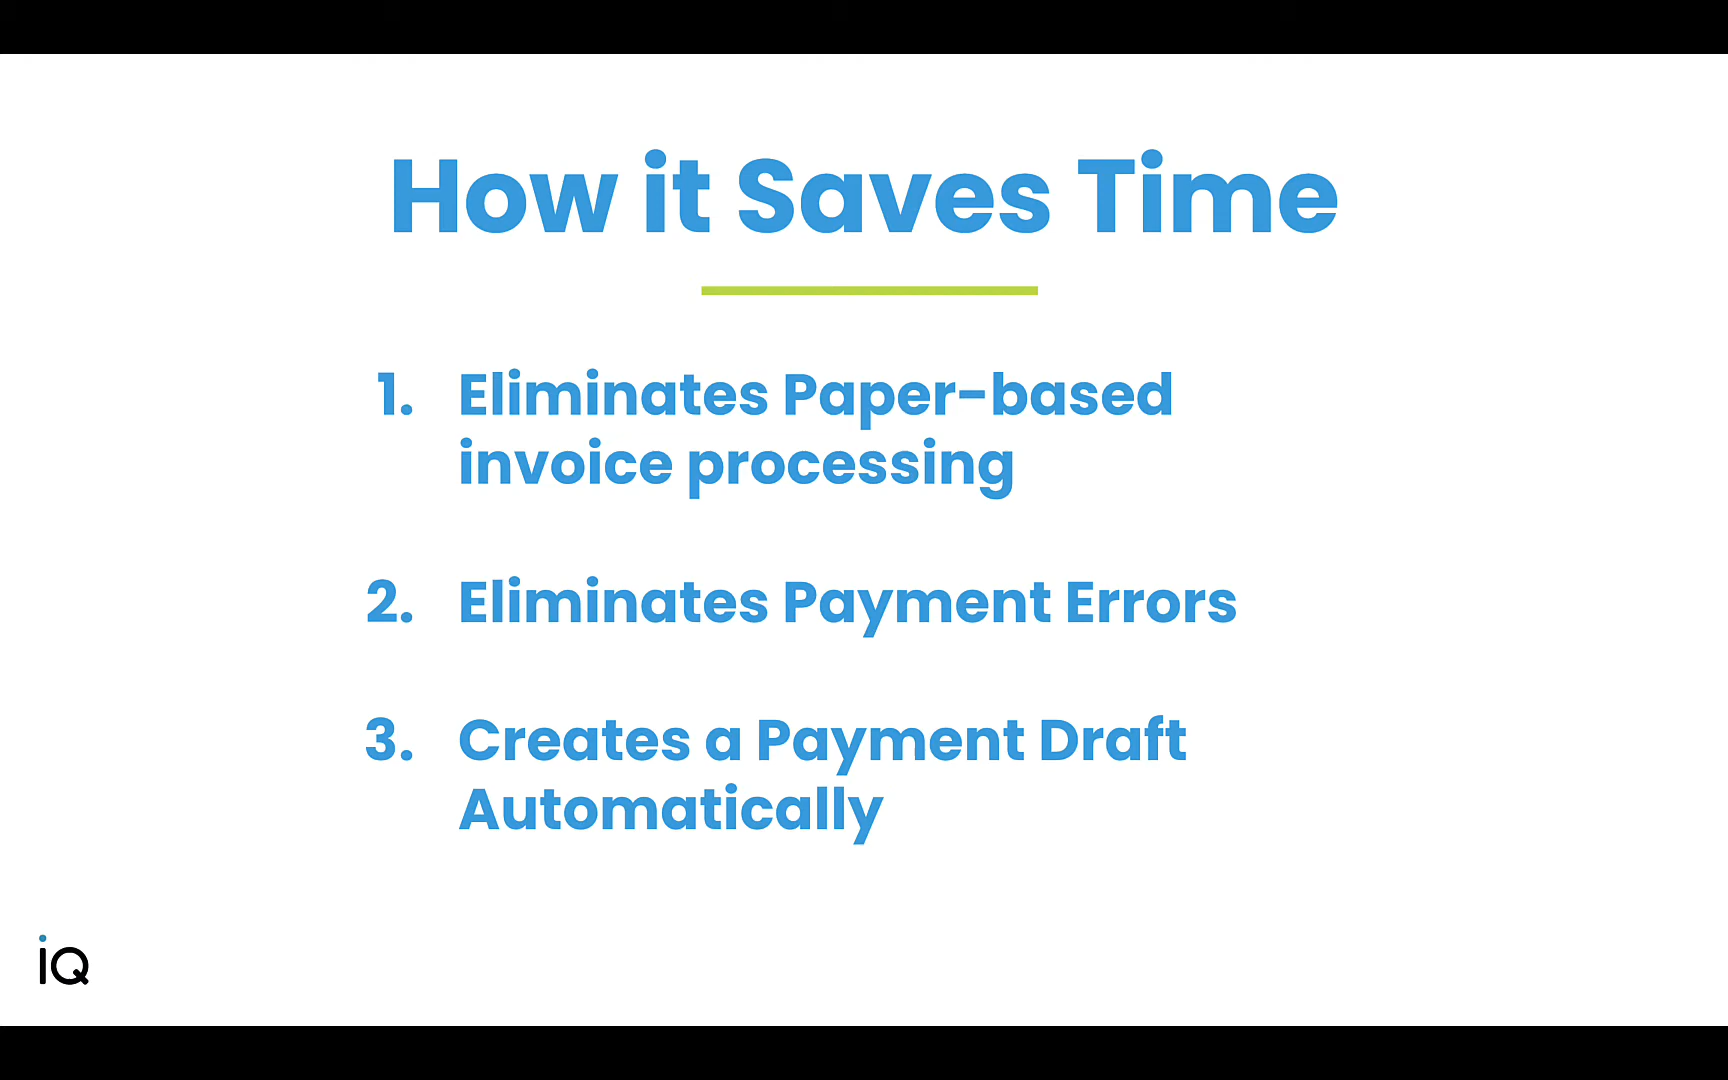 How it Saves Time
1. Eliminates Paper-based
invoice processing
2. Eliminates Payment Errors
3. Creates a Payment Draft
Automatically
iQ